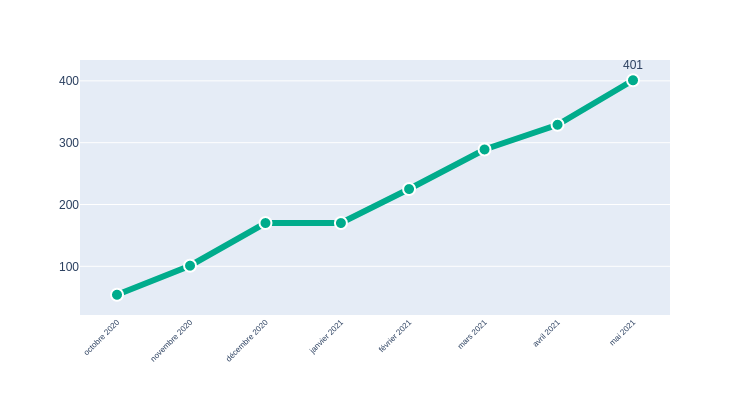 401
400
300
200
100
octobre 2020
novembre 2020
décembre 2020
janvier 2021
février 2021
mars 2021
avril 2021
mai 2021